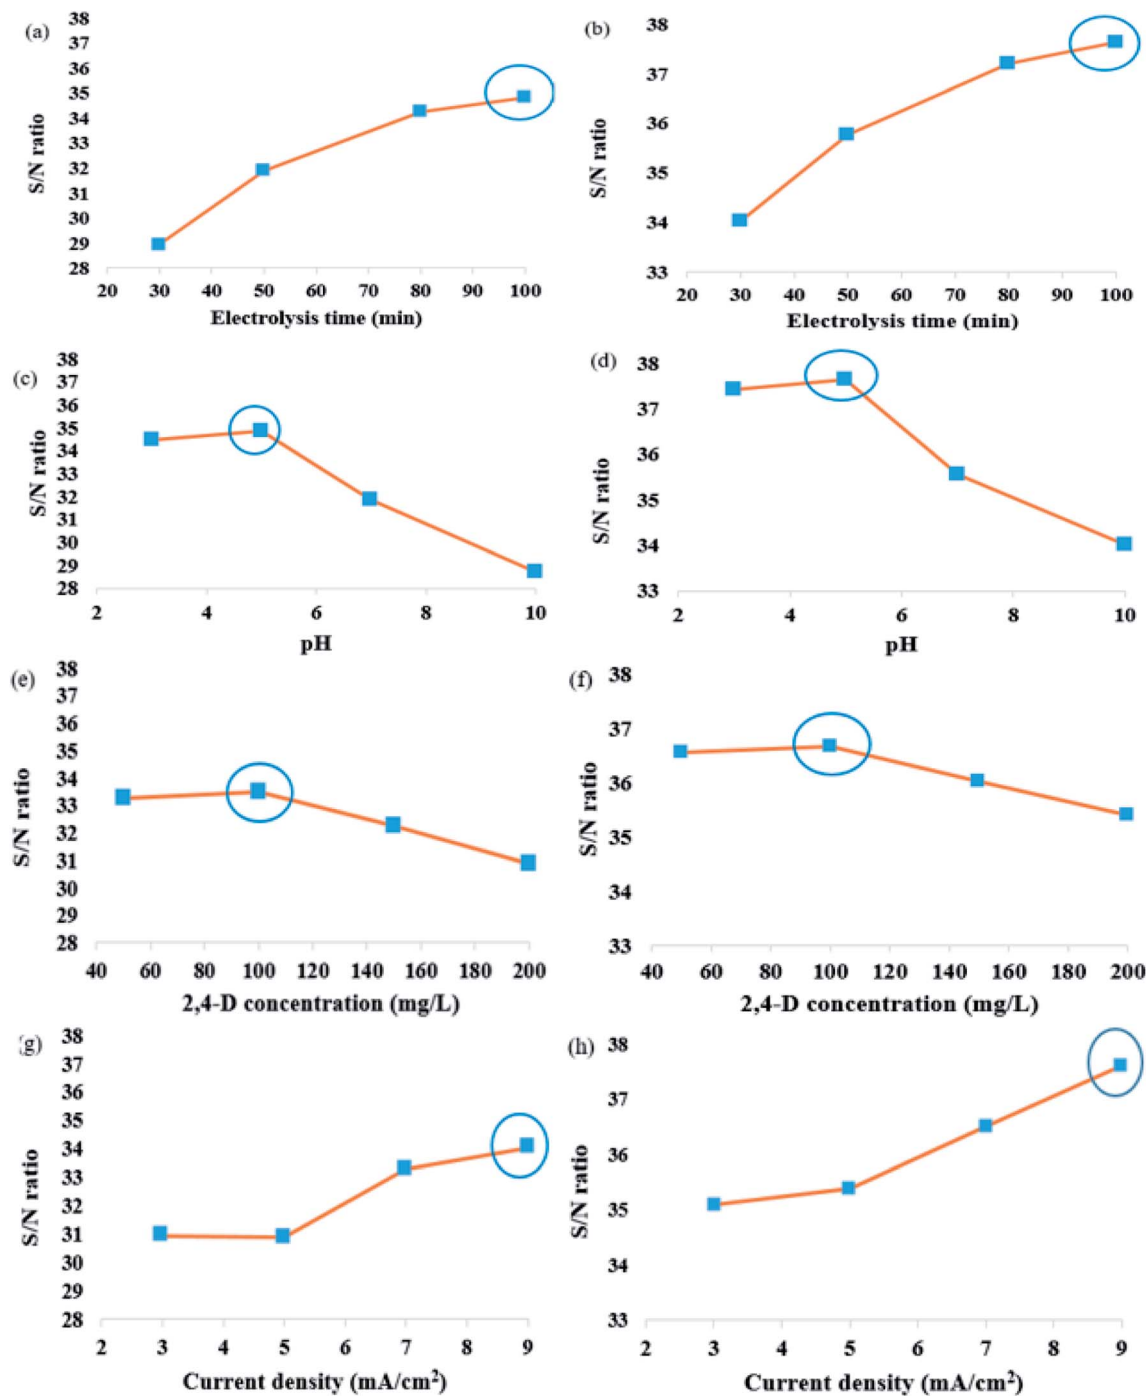 (a)
S/N ratio
38
37
36
35
34
33
32
31
30
29
28
20 30 40 50 60 70 80 90 100
Electrolysis time (min)
(b)
S/N ratio
38
37
36
35
34
33
20 30 40 50 60 70 80 90 100
Electrolysis time (min)
(c)
S/N ratio
38
37
36
35
34
33
32
31
30
29
28
2 4 6 8 10
pH
(d)
S/N ratio
38
37
36
35
34
33
2 4 6 8 10
pH
(e)
S/N ratio
38
37
36
35
34
33
32
31
30
29
28
40 60 80 100 120 140 160 180 200
2,4-D concentration (mg/L)
(f)
S/N ratio
38
37
36
35
34
33
40 60 80 100 120 140 160 180 200
2,4-D concentration (mg/L)
(g)
S/N ratio
38
37
36
35
34
33
32
31
30
29
28
2 3 4 5 6 7 8 9
Current density (mA/cm²)
(h)
S/N ratio
38
37
36
35
34
33
2 3 4 5 6 7 8 9
Current density (mA/cm²)